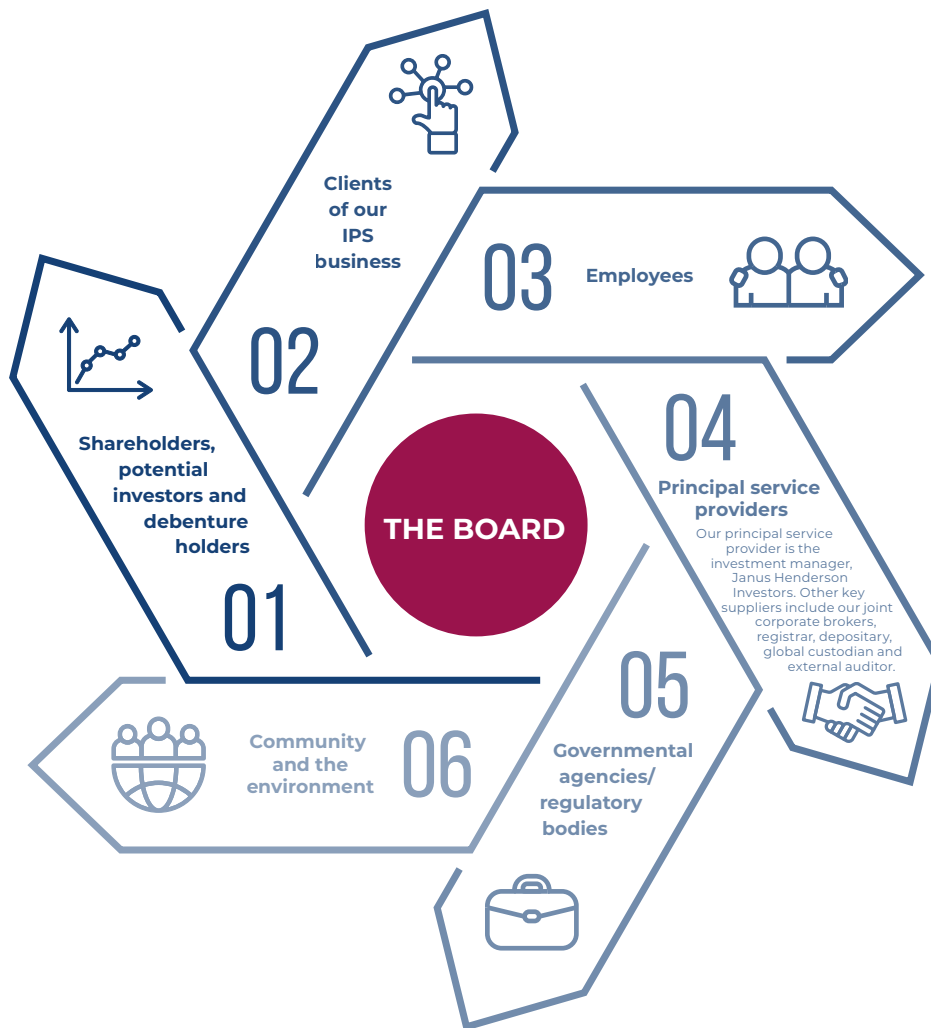 Shareholders,
potential
investors and
debenture
holders
01
Clients
of our
IPS
business
02
03
Employees
04
Principal service
providers
Our principal service
provider is the
investment manager,
Janus Henderson
Investors. Other key
suppliers include our joint
corporate brokers,
registrar, depositary,
global custodian and
external auditor.
05
Governmental
agencies/
regulatory
bodies
06
Community
and the
environment
THE BOARD